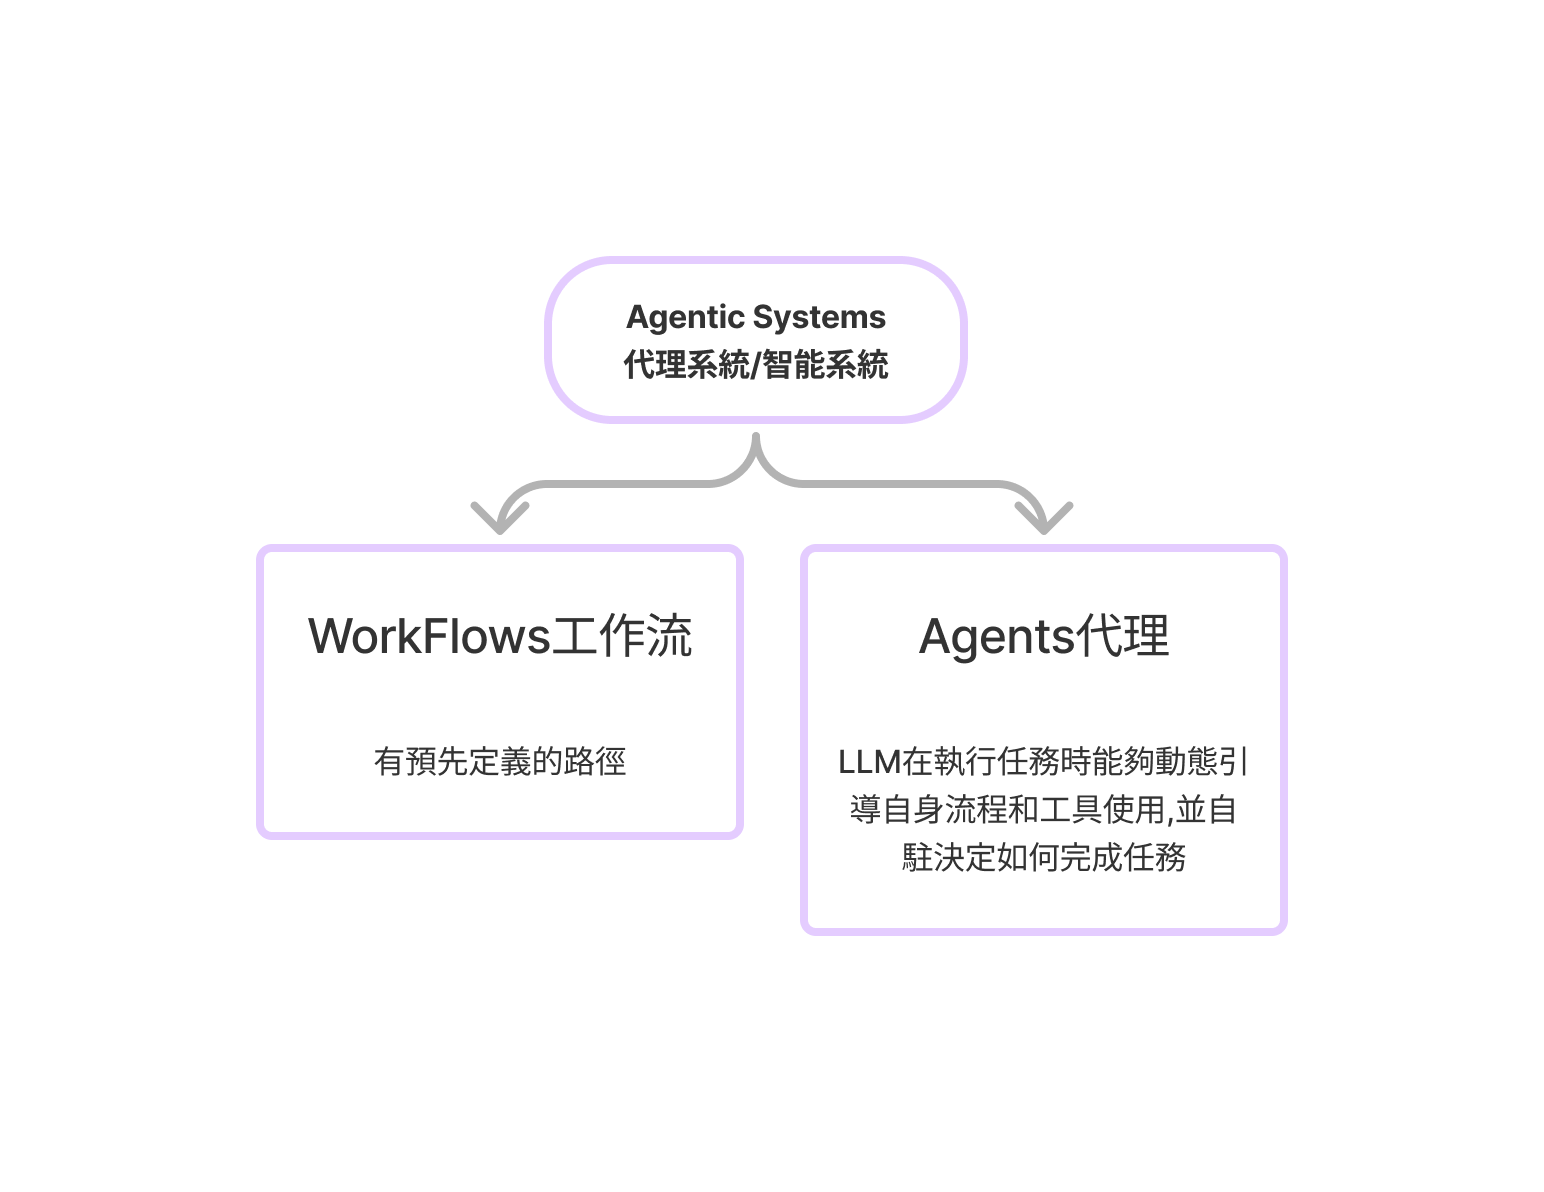 Agentic Systems
代理系統/智能系統
WorkFlows工作流
有預先定義的路徑
Agents代理
LLM在執行任務時能夠動態引
導自身流程和工具使用,並自
駐決定如何完成任務